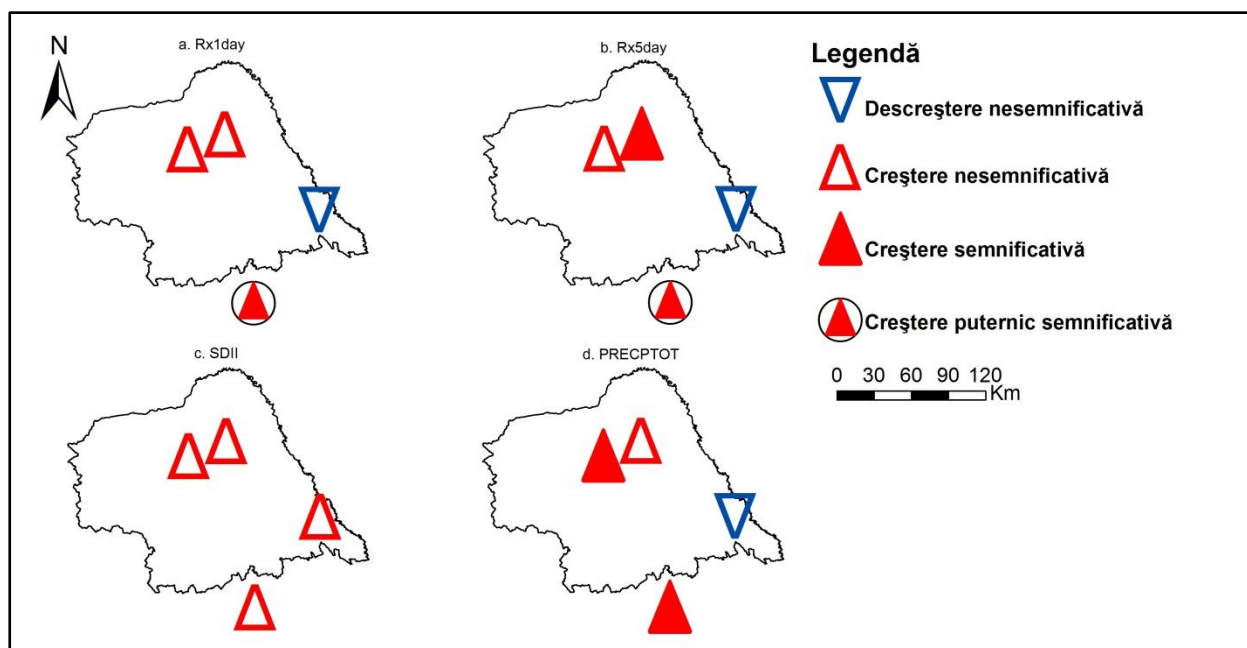 N
a. Rx1day
b. Rx5day
c. SDII
d. PRECPTOT
Legendă
Descreştere nesemnificativă
Creştere nesemnificativă
Creştere semnificativă
Creştere puternic semnificativă
0 30 60 90 120
Km